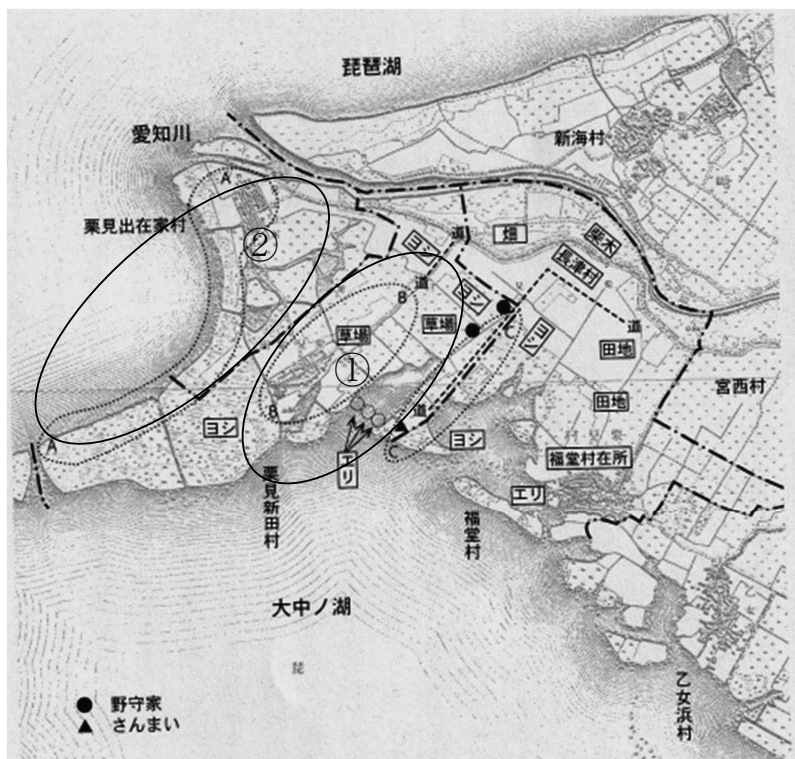 琵琶湖
愛知川
新海村
栗見出在家村
A
②
ヨシ
道
畑
柴木
道
ヨシ
長津村
B
草場
草場
ヨシ
C
道
田地
①
宮西村
B
道
田地
A
ヨシ
エリ
ヨシ
C
福堂村在所
エリ
栗見新田村
福堂村
大中ノ湖
琵
● 野守家
▲ さんまい
乙女浜村